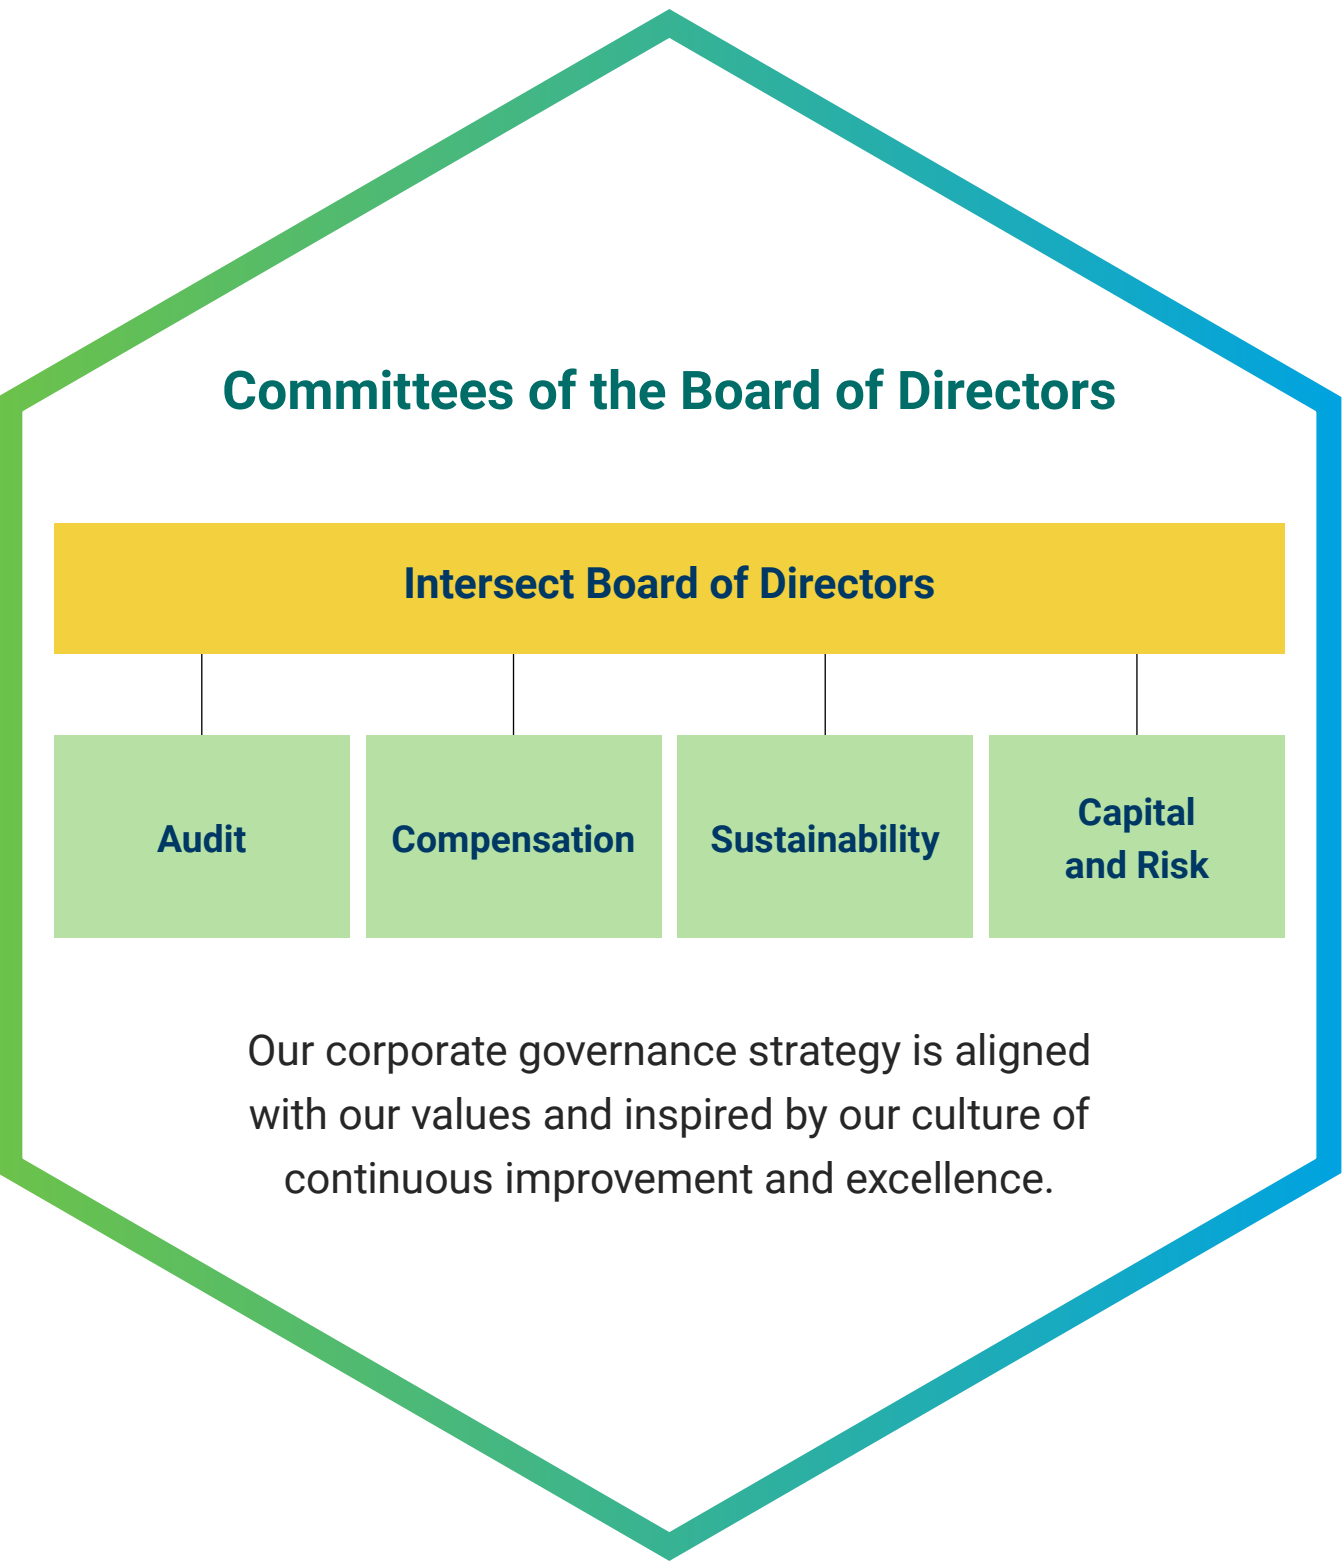 Committees of the Board of Directors
Intersect Board of Directors
Audit
Compensation
Sustainability
Capital
and Risk
Our corporate governance strategy is aligned
with our values and inspired by our culture of
continuous improvement and excellence.